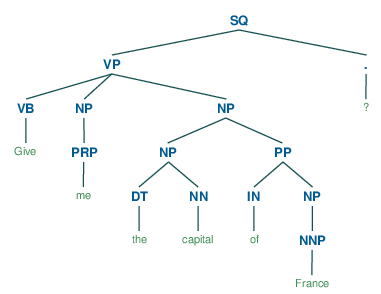 SQ
VP .
VB NP NP ?
Give PRP NP PP
me DT NN IN NP
the capital of NNP
France